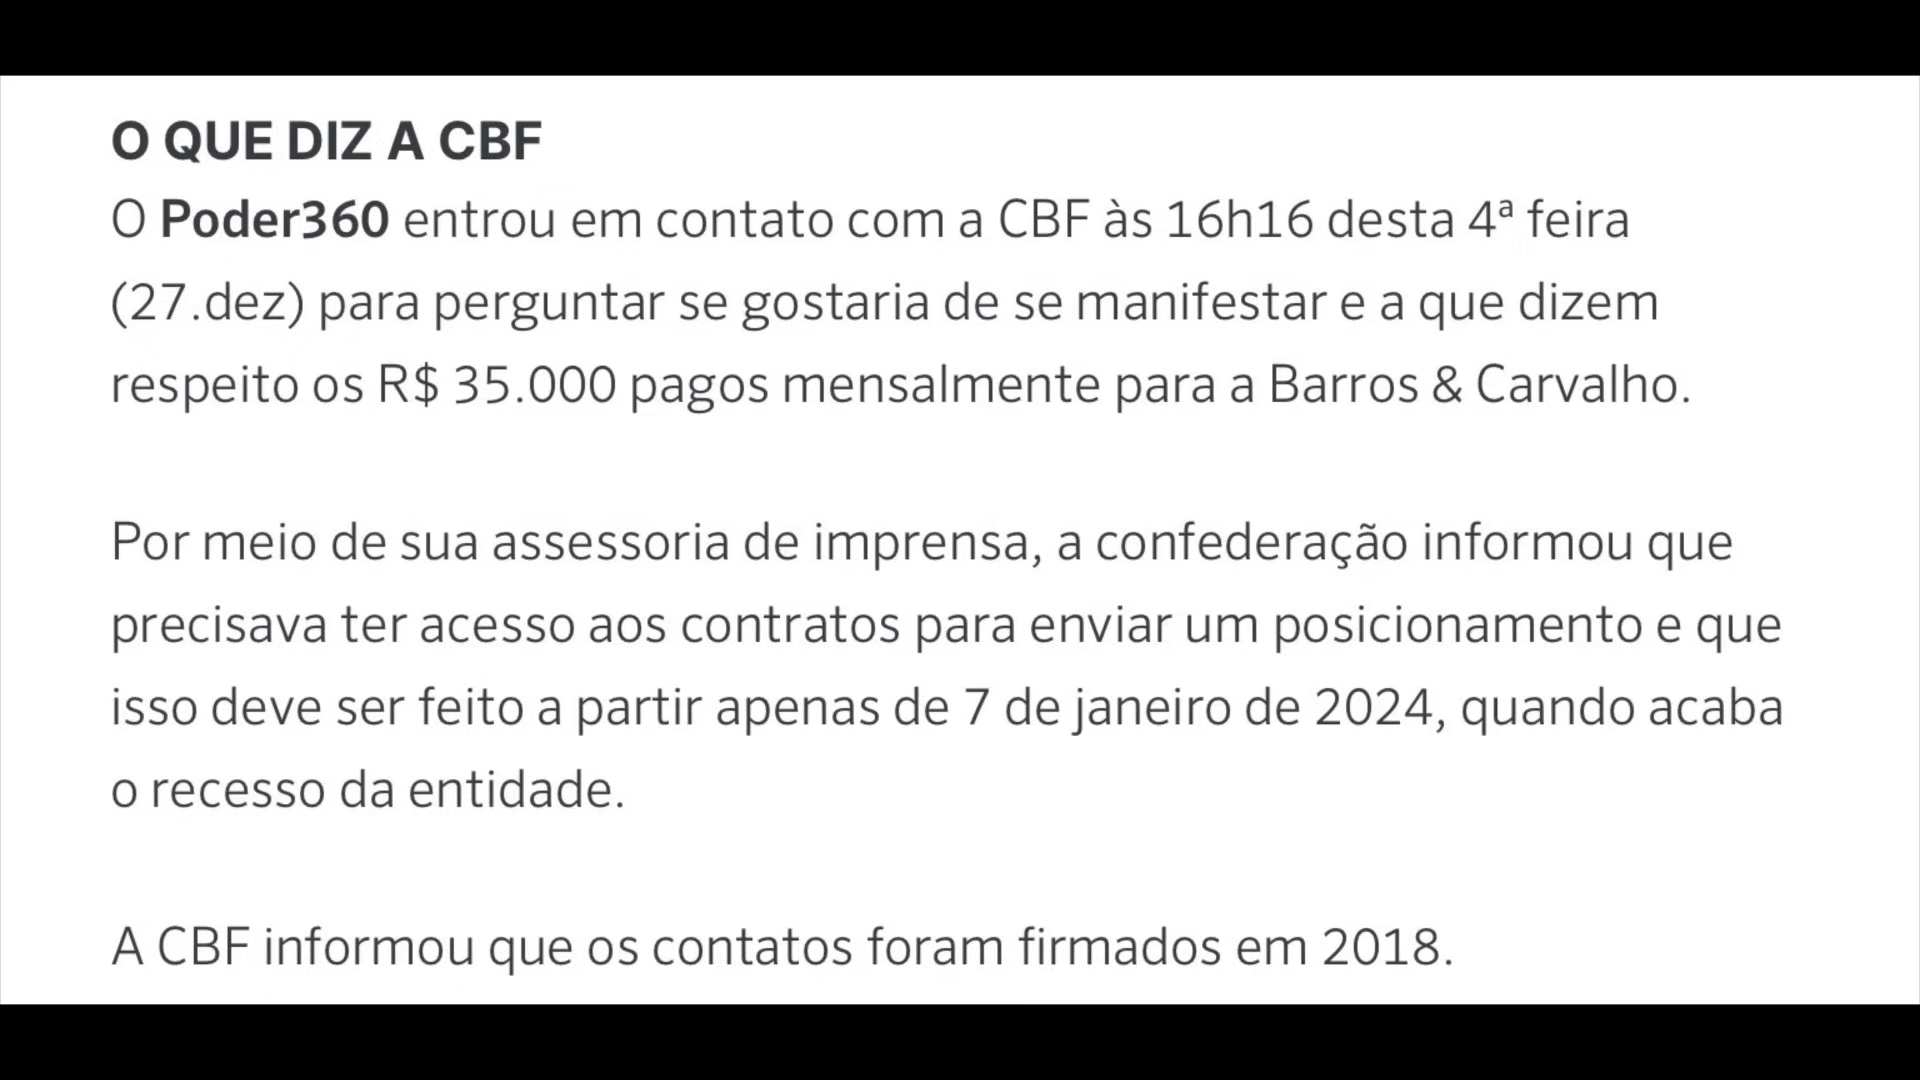 O QUE DIZ A CBF
O Poder360 entrou em contato com a CBF às 16h16 desta 4ª feira
(27.dez) para perguntar se gostaria de se manifestar e a que dizem
respeito os R$ 35.000 pagos mensalmente para a Barros & Carvalho.
Por meio de sua assessoria de imprensa, a confederação informou que
precisava ter acesso aos contratos para enviar um posicionamento e que
isso deve ser feito a partir apenas de 7 de janeiro de 2024, quando acaba
o recesso da entidade.
A CBF informou que os contatos foram firmados em 2018.